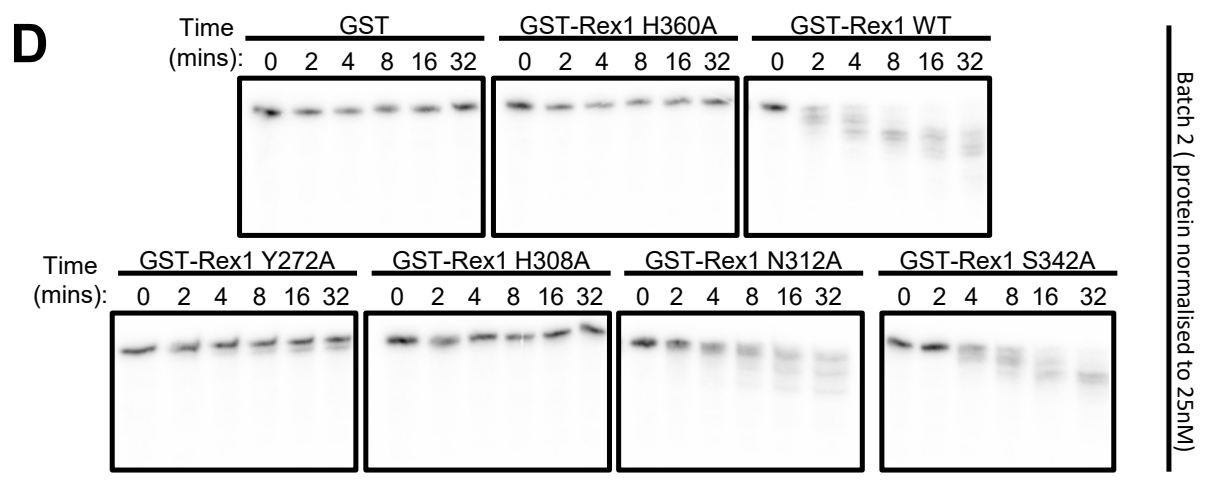 D
Time GST GST-Rex1 H360A GST-Rex1 WT
(mins): 0 2 4 8 16 32 0 2 4 8 16 32 0 2 4 8 16 32
Time GST-Rex1 Y272A GST-Rex1 H308A GST-Rex1 N312A GST-Rex1 S342A
(mins): 0 2 4 8 16 32 0 2 4 8 16 32 0 2 4 8 16 32 0 2 4 8 16 32
Batch 2 ( protein normalised to 25nM)